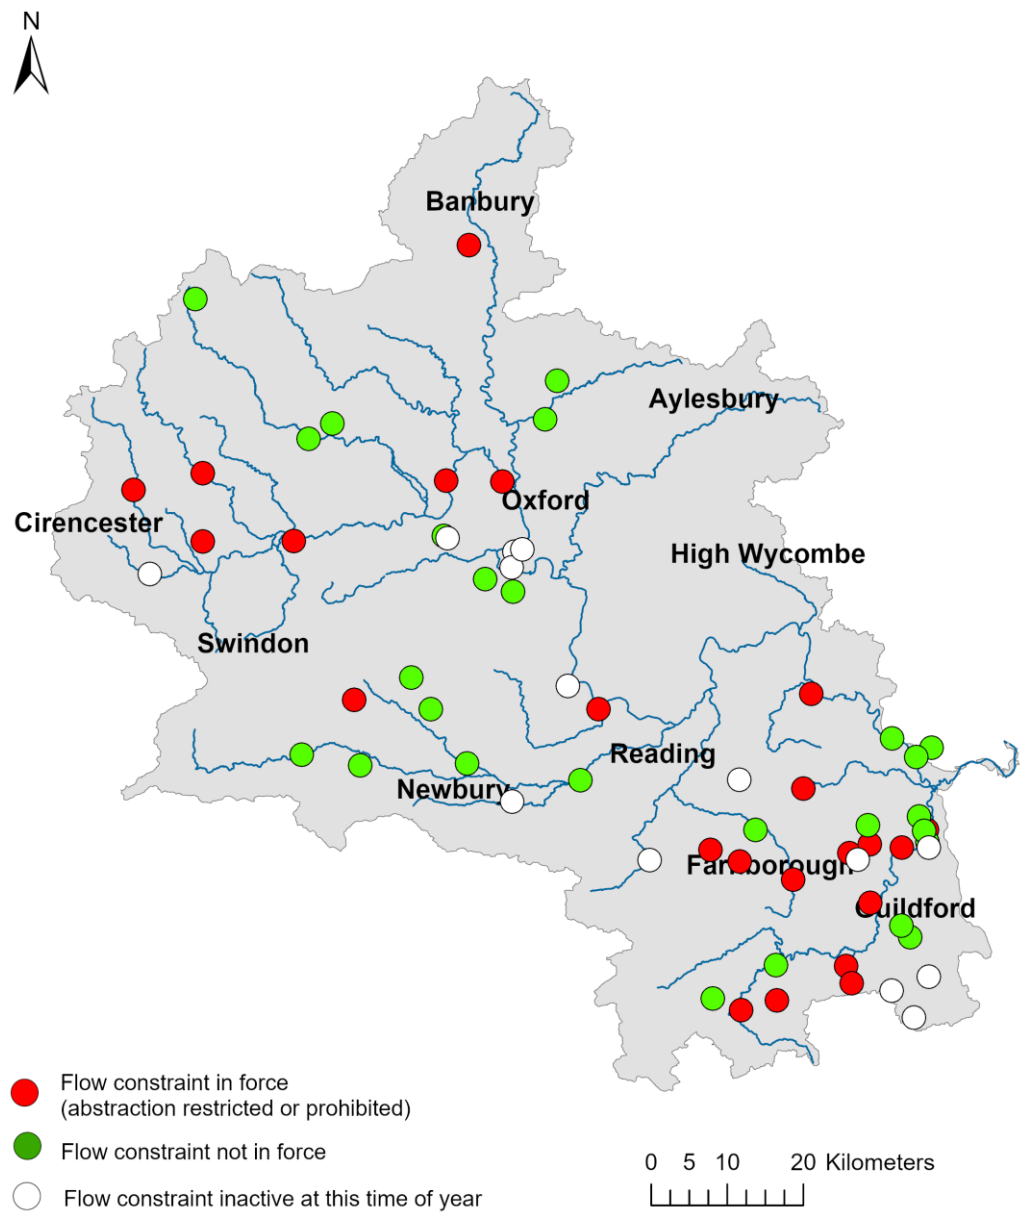 N
Banbury
Aylesbury
Oxford
Cirencester
High Wycombe
Swindon
Reading
Newbury
Farnborough
Guildford
Flow constraint in force
(abstraction restricted or prohibited)
Flow constraint not in force
Flow constraint inactive at this time of year
0 5 10 20 Kilometers